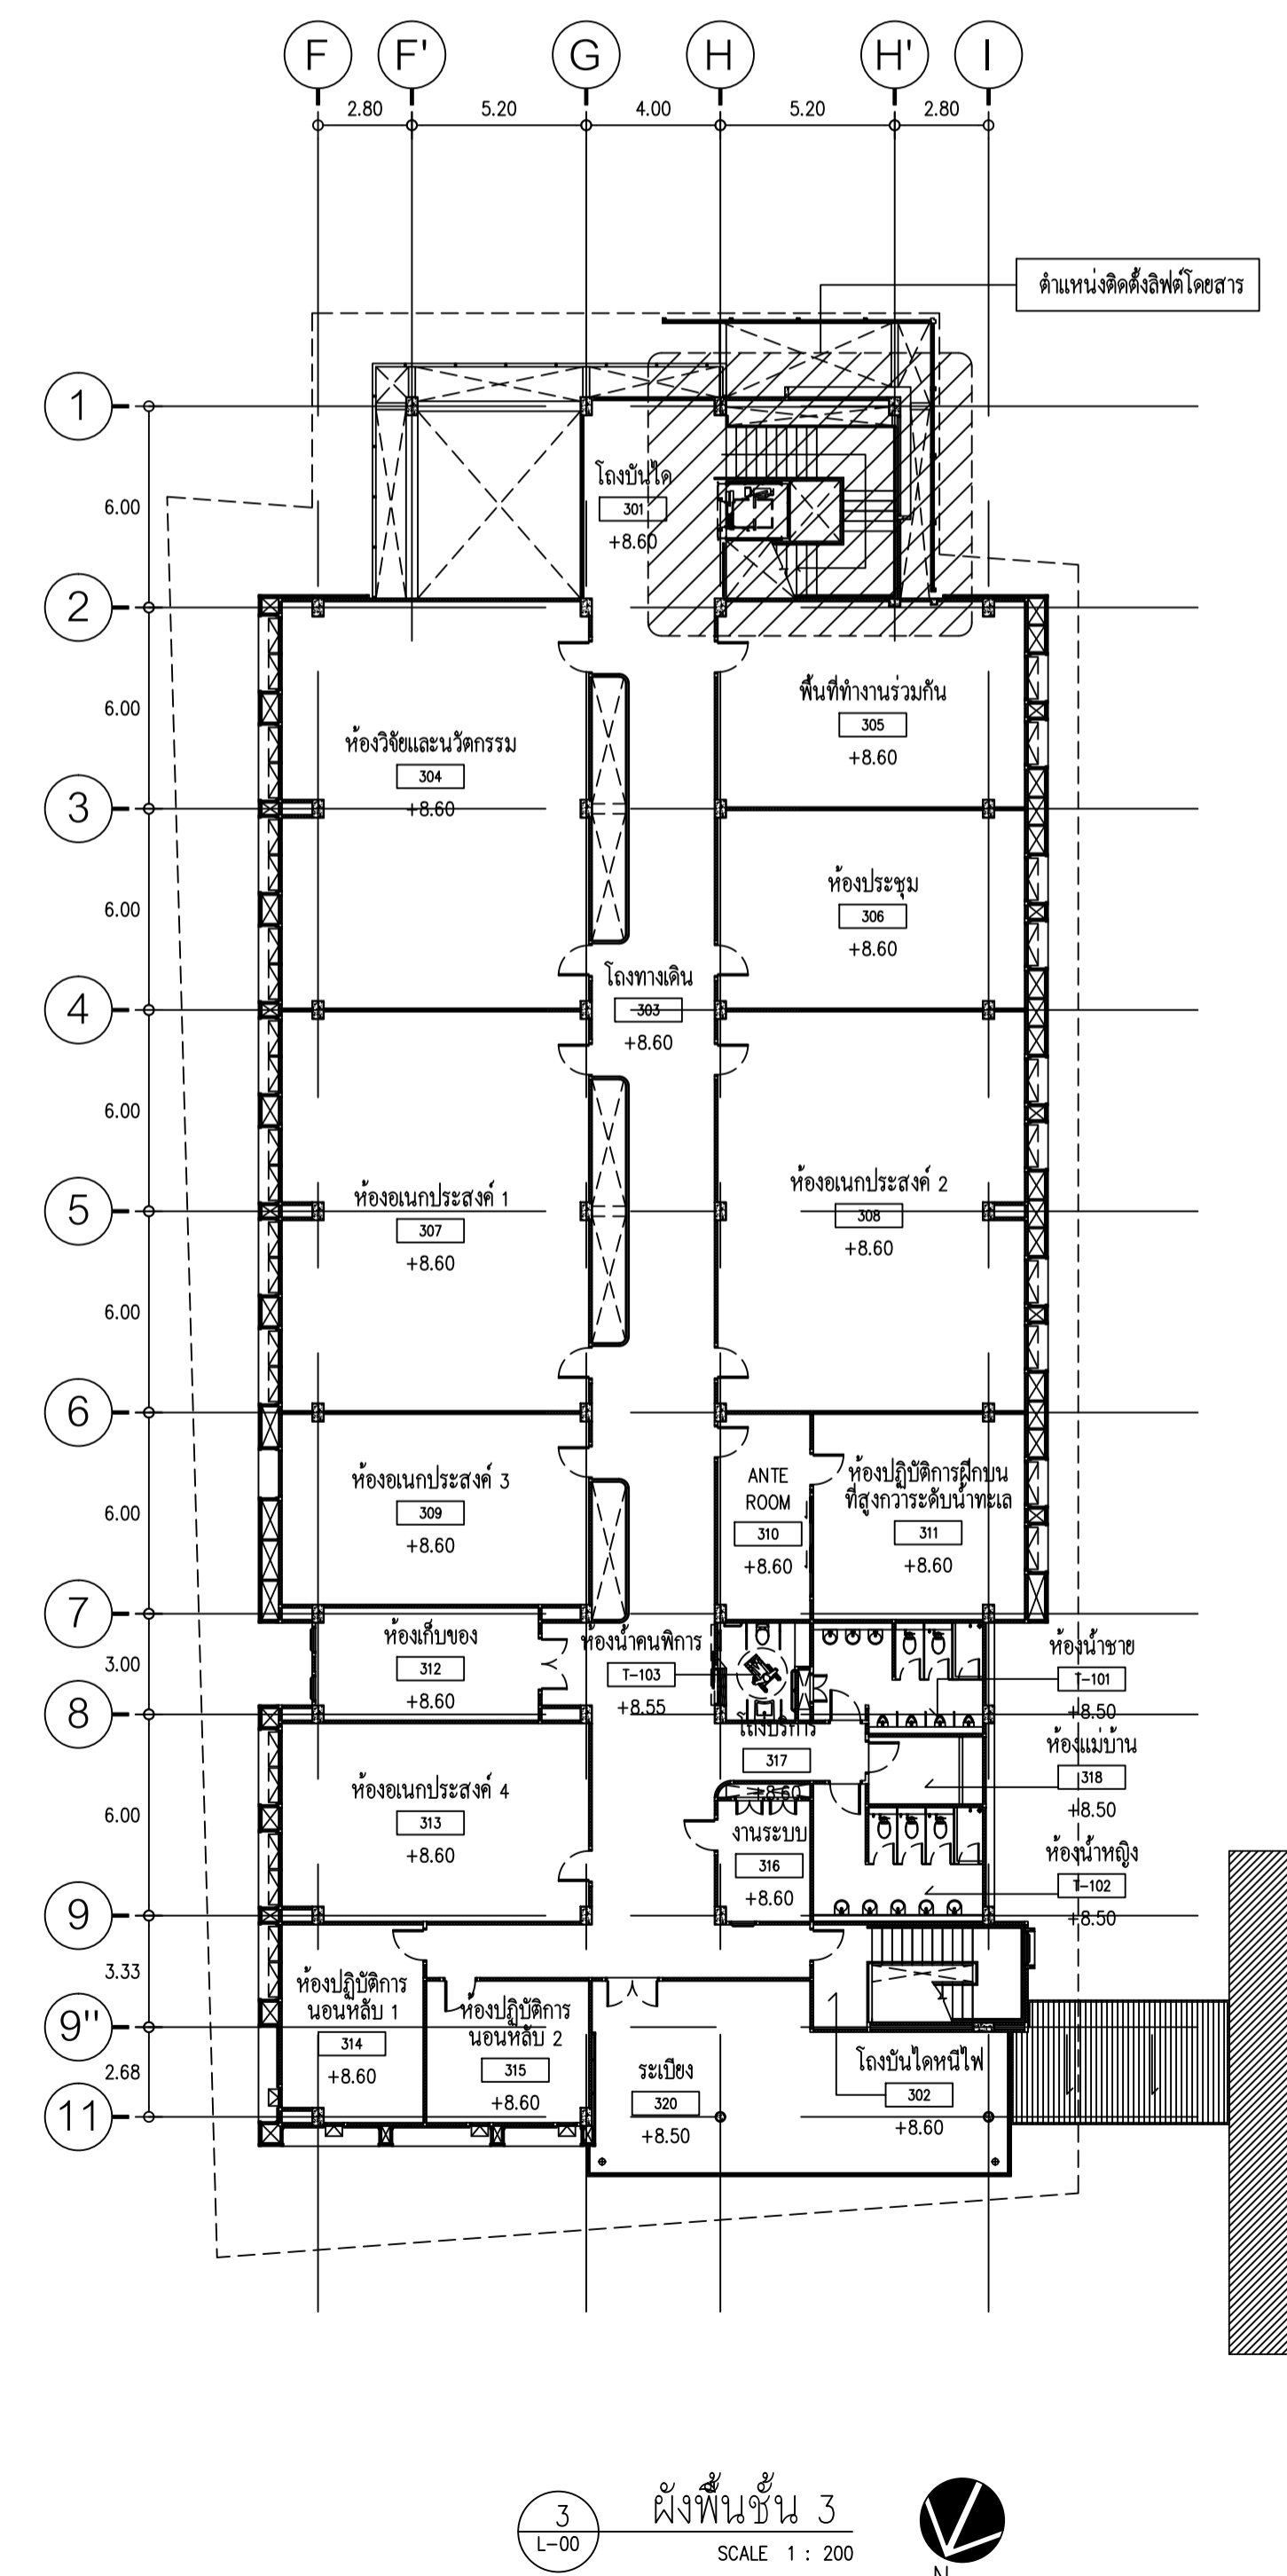 F F' G H H' I
2.80 5.20 4.00 5.20 2.80
ตำแหน่งติดตั้งลิฟต์โดยสาร
1
โถงบันได
301
+8.60
6.00
2
พื้นที่ทำงานร่วมกัน
305
+8.60
6.00
ห้องวิจัยและนวัตกรรม
304
+8.60
3
ห้องประชุม
306
+8.60
6.00
โถงทางเดิน
303
+8.60
4
6.00
ห้องอเนกประสงค์ 1
307
+8.60
ห้องอเนกประสงค์ 2
308
+8.60
5
6.00
6
ห้องอเนกประสงค์ 3
309
+8.60
6.00
ANTE
ROOM
310
+8.60
ห้องปฏิบัติการฝึกบน
ที่สูงกว่าระดับน้ำทะเล
311
+8.60
7
ห้องเก็บของ
312
+8.60
3.00
ห้องน้ำคนพิการ
T-103
+8.55
ห้องน้ำชาย
T-101
+8.50
8
โถงบริการ
317
+8.60
ห้องแม่บ้าน
318
+8.50
ห้องอเนกประสงค์ 4
313
+8.60
6.00
งานระบบ
316
+8.60
ห้องน้ำหญิง
T-102
+8.50
9
3.33
ห้องปฏิบัติการ
นอนหลับ 1
314
+8.60
ห้องปฏิบัติการ
นอนหลับ 2
315
+8.60
9''
2.68
ระเบียง
320
+8.50
โถงบันไดหนีไฟ
302
+8.60
11
3
L-00
ผังพื้นชั้น 3
SCALE 1 : 200
N